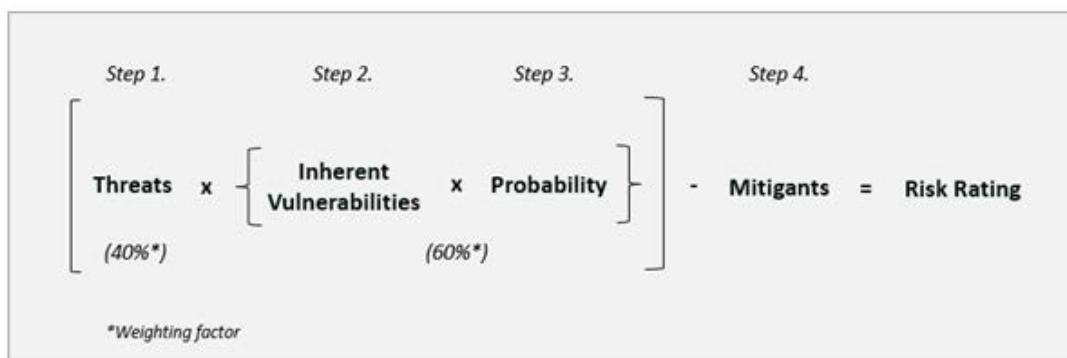 Step 1. Step 2. Step 3. Step 4.
Threats x { Inherent Vulnerabilities x Probability } - Mitigants = Risk Rating
(40%*) (60%*)
*Weighting factor